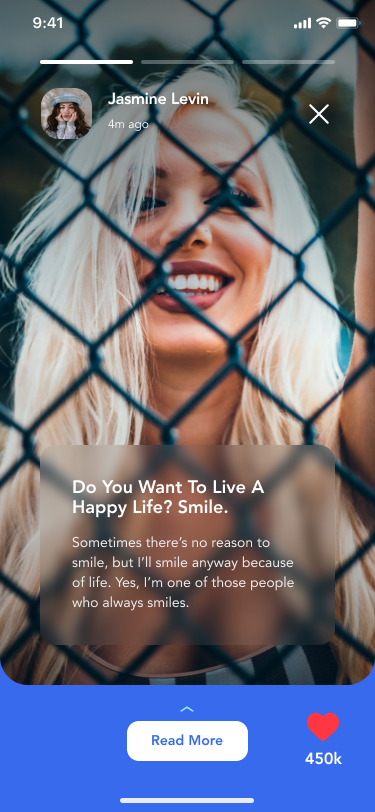 9:41
Jasmine Levin
4m ago
Do You Want To Live A
Happy Life? Smile.
Sometimes there’s no reason to
smile, but I’ll smile anyway because
of life. Yes, I’m one of those people
who always smiles.
Read More
450k